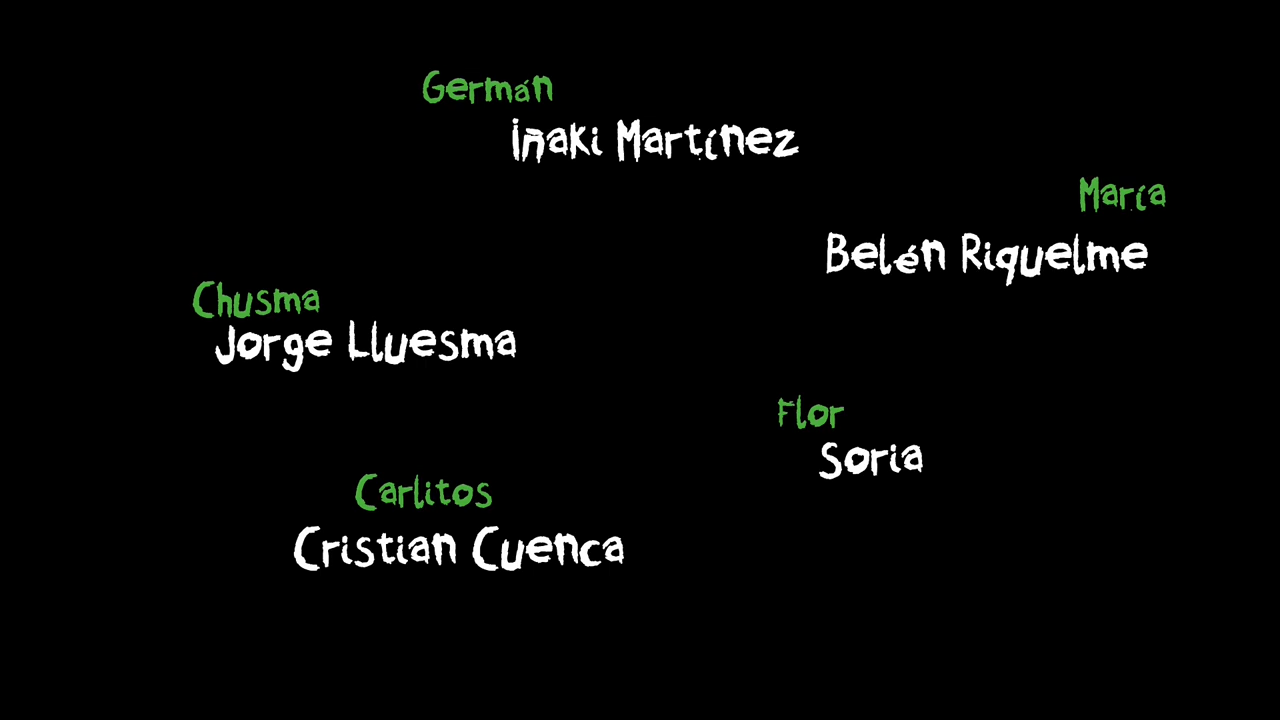 Germán
Iñaki Martínez
María
Belén Riquelme
Chusma
Jorge Lluesma
Flor
Soria
Carlitos
Cristian Cuenca